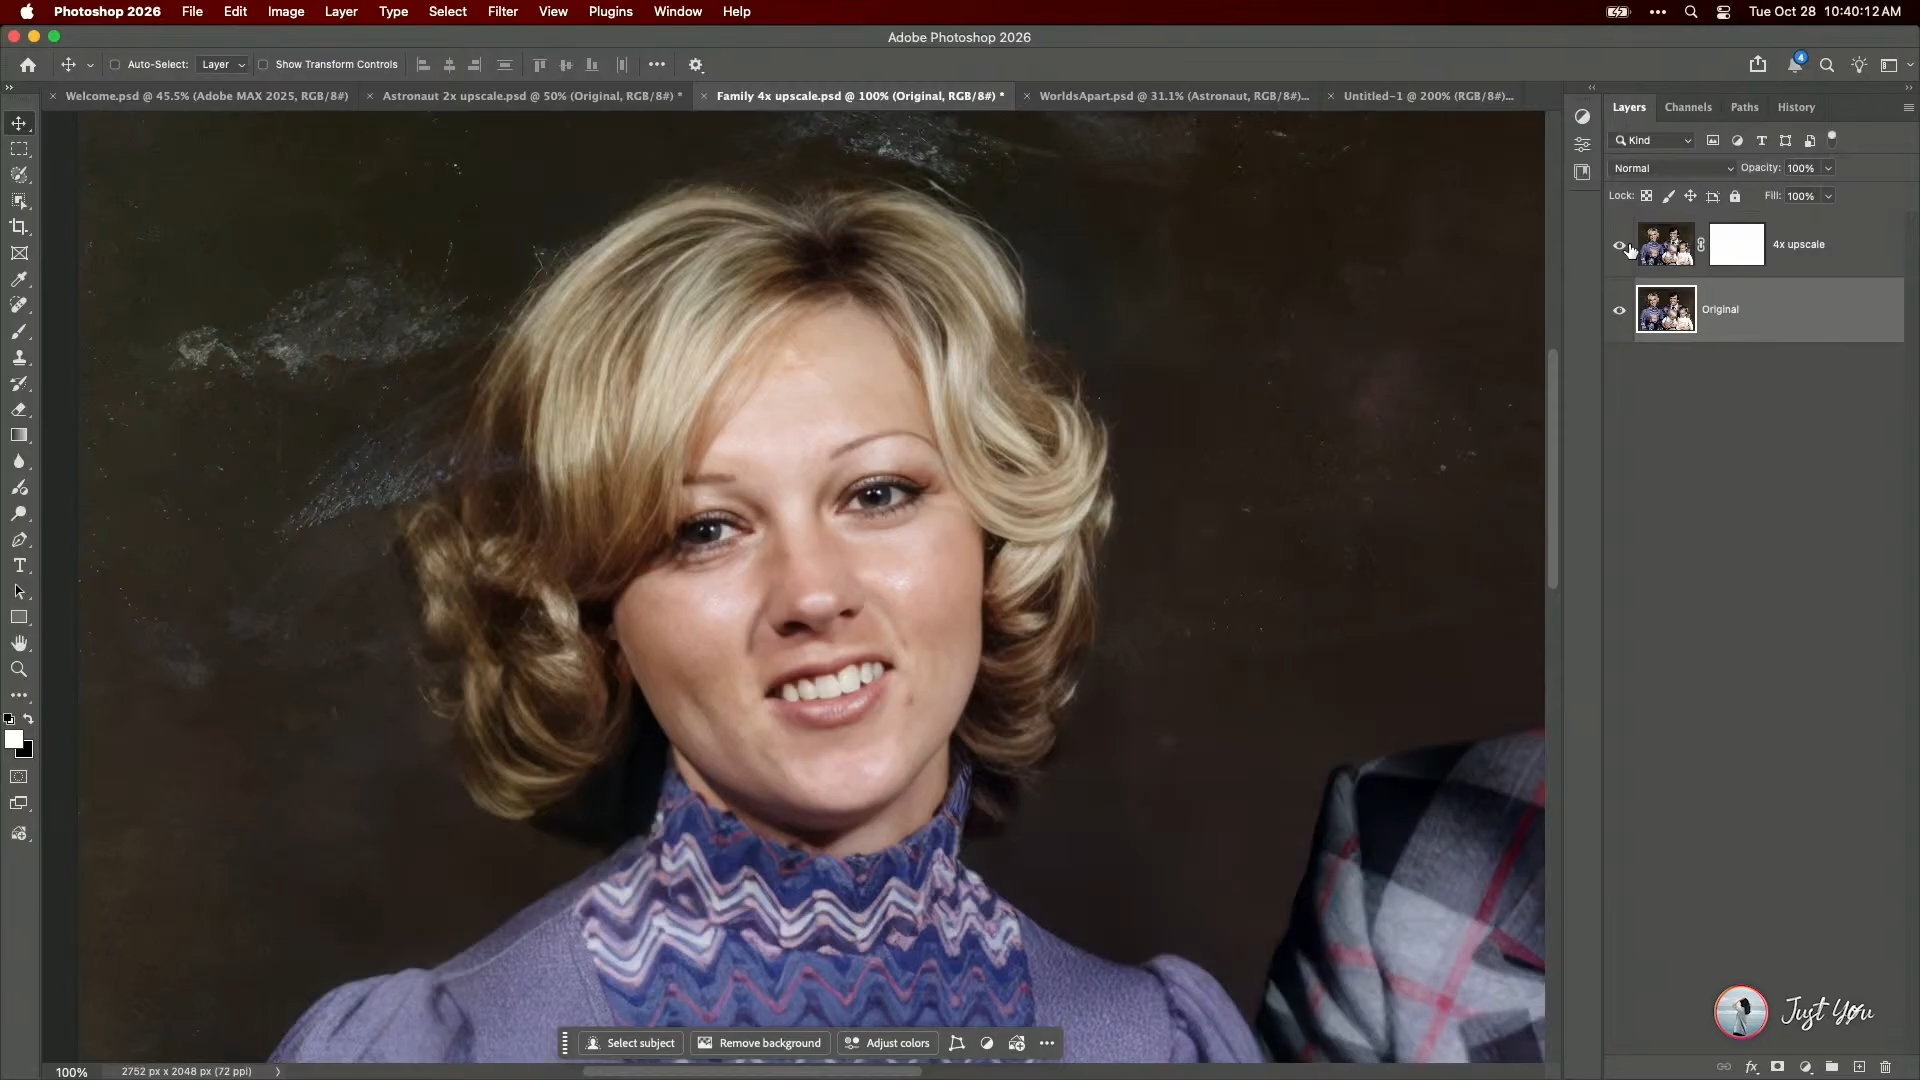 Photoshop 2026 File Edit Image Layer Type Select Filter View Plugins Window Help Tue Oct 28 10:40:12 AM
Adobe Photoshop 2026
Auto-Select: Layer Show Transform Controls
4
Welcome.psd @ 45.5% (Adobe MAX 2025, RGB/8#) Astronaut 2x upscale.psd @ 50% (Original, RGB/8#) * Family 4x upscale.psd @ 100% (Original, RGB/8#) * WorldsApart.psd @ 31.1% (Astronaut, RGB/8#)... Untitled-1 @ 200% (RGB/8#)...
Layers Channels Paths History
Kind
Normal Opacity: 100%
Lock: Fill: 100%
4x upscale
Original
Just You
Select subject Remove background Adjust colors
100% 2752 px x 2048 px (72 ppi)